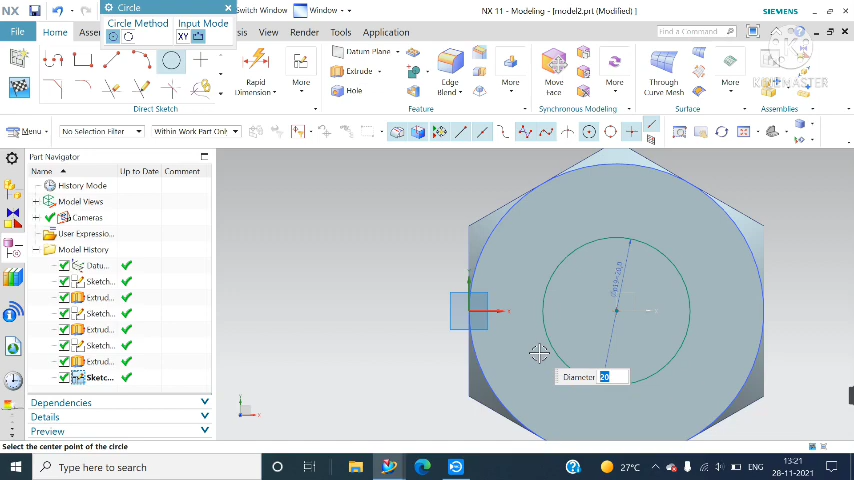 NX
Switch Window
Window
NX 11 - Modeling - [model2.prt (Modified) ]
SIEMENS
Circle
Circle Method
Input Mode
XY
File
Home
Asse
sis
View
Render
Tools
Application
Find a Command
KINEMASTER
Rapid Dimension
More
Direct Sketch
Datum Plane
Extrude
Hole
Edge Blend
More
Feature
Move Face
More
Synchronous Modeling
Through Curve Mesh
More
Surface
Assemblies
Menu
No Selection Filter
Within Work Part Only
Part Navigator
Name
Up to Date
Comment
History Mode
Model Views
Cameras
User Expressio...
Model History
Datu...
Sketch...
Extrud...
Sketch...
Extrud...
Sketch...
Extrud...
Sketc...
Dependencies
Details
Preview
X
X
Diameter 20
Select the center point of the circle
Type here to search
27°C
ENG
13:21
28-11-2021